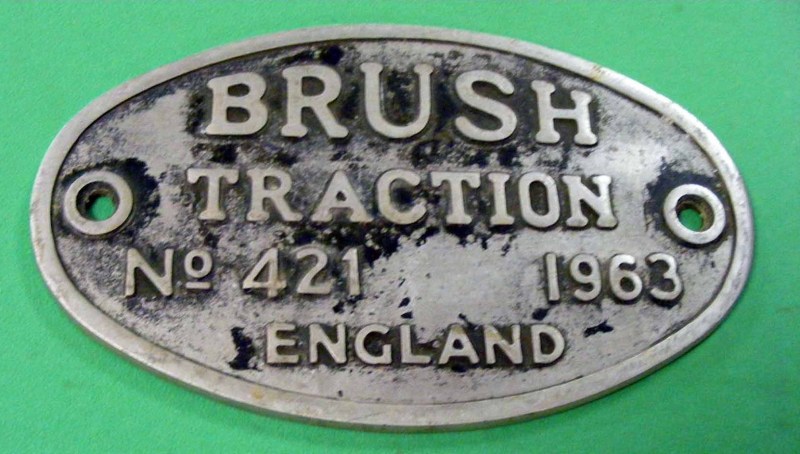 BRUSH
TRACTION
Nº 421 1963
ENGLAND